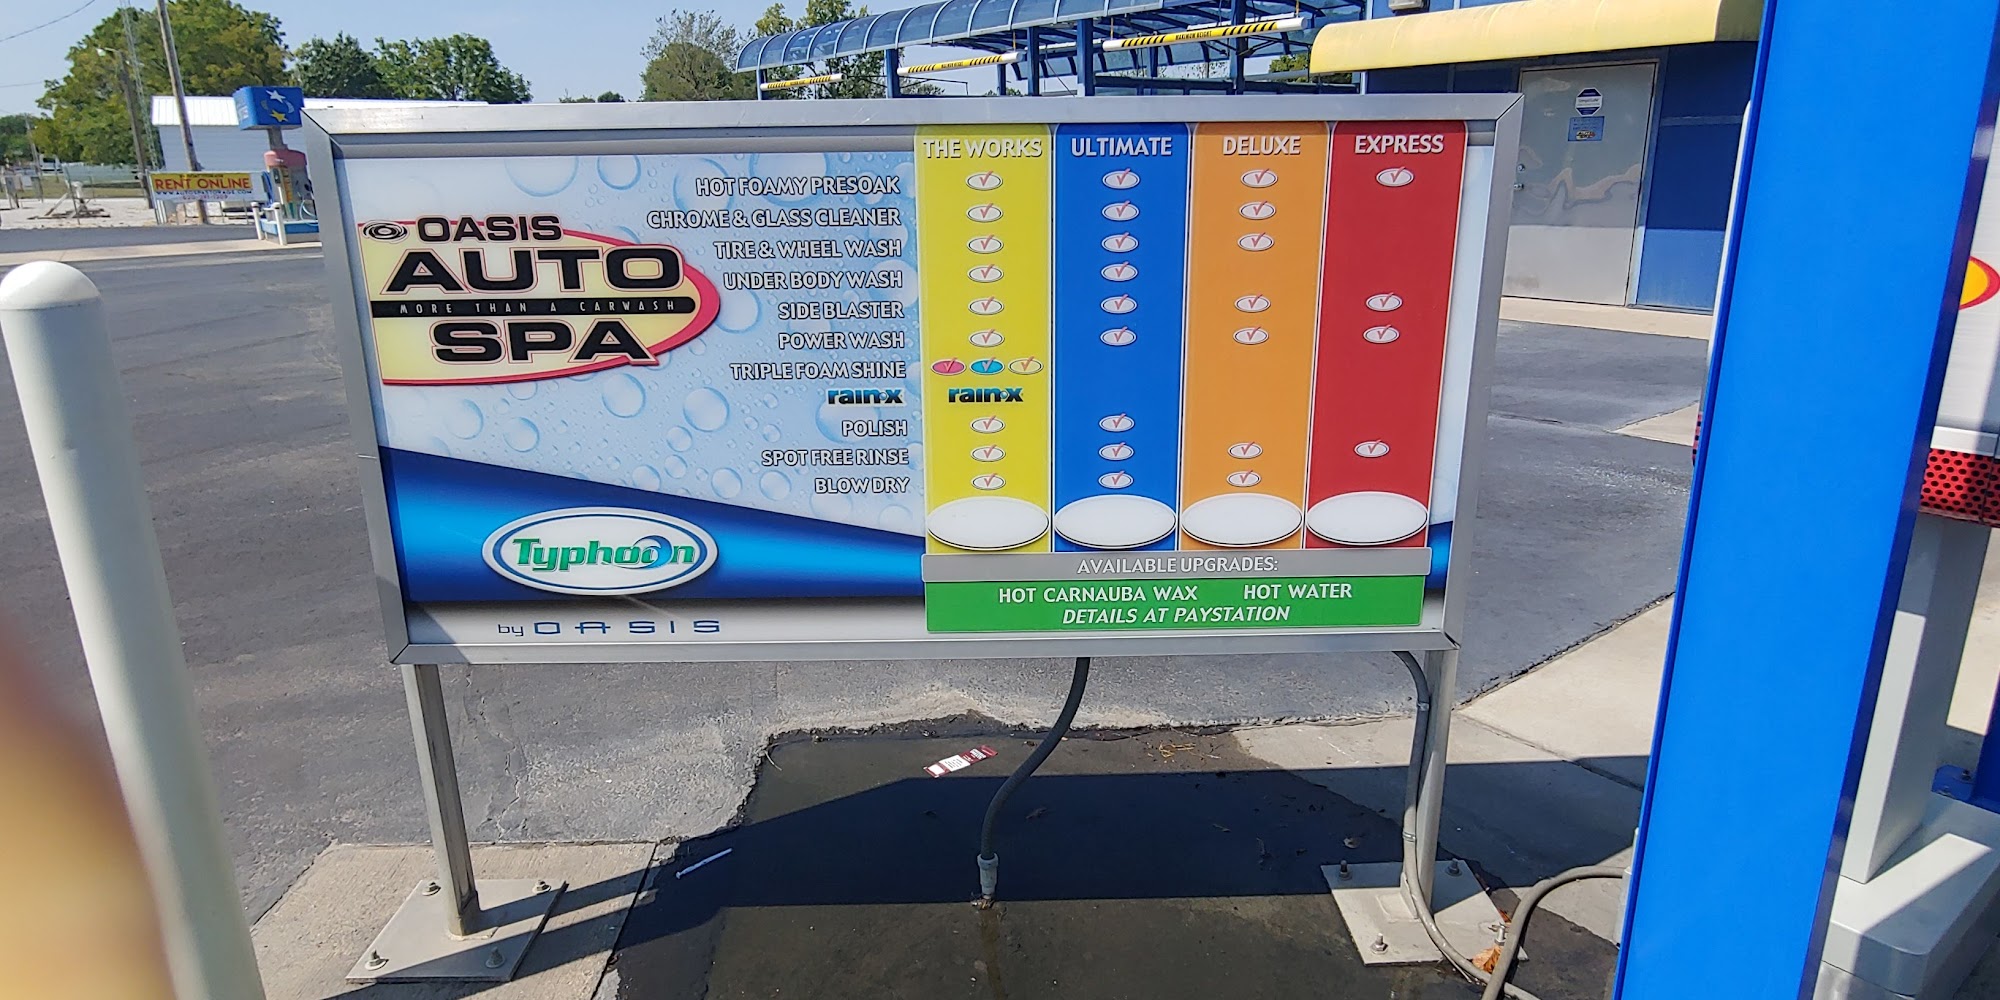 MAXIMUM HEIGHT
RENT ONLINE
THE WORKS ULTIMATE DELUXE EXPRESS
HOT FOAMY PRESOAK
CHROME & GLASS CLEANER
TIRE & WHEEL WASH
UNDER BODY WASH
SIDE BLASTER
POWER WASH
TRIPLE FOAM SHINE
rain-x rain-x
POLISH
SPOT FREE RINSE
BLOW DRY
OASIS
AUTO
MORE THAN A CARWASH
SPA
Typhoon
by OASIS
AVAILABLE UPGRADES:
HOT CARNAUBA WAX HOT WATER
DETAILS AT PAYSTATION